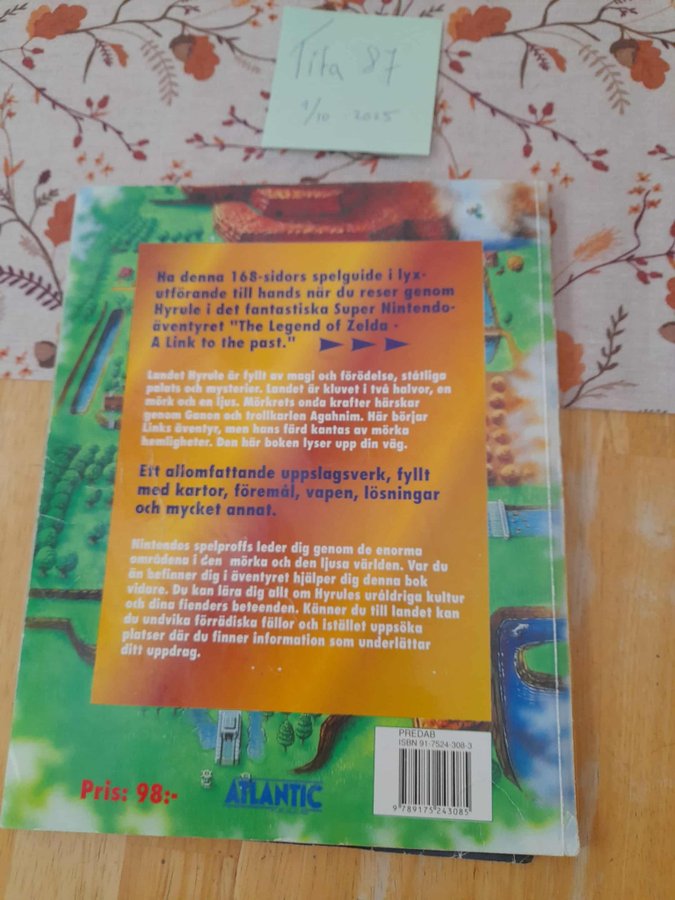 Tifa 87
1/10 2025
Ha denna 168-sidors spelguide i lyx-
utförande till hands när du reser genom
Hyrule i det fantastiska Super Nintendo-
äventyret "The Legend of Zelda ·
A Link to the past."
Landet Hyrule är fyllt av magi och förödelse, ståtliga
palats och mysterier. Landet är kluvet i två halvor, en
mörk och en ljus. Mörkrets onda krafter härskar
genom Ganon och trollkarlen Agahnim. Här börjar
Links äventyr, men hans färd kantas av mörka
hemligheter. Den här boken lyser upp din väg.
Ett allomfattande uppslagsverk, fyllt
med kartor, föremål, vapen, lösningar
och mycket annat.
Nintendos spelproffs leder dig genom de enorma
områdena i den mörka och den ljusa världen. Var du
än befinner dig i äventyret hjälper dig denna bok
vidare. Du kan lära dig allt om Hyrules uråldriga kultur
och dina fienders beteenden. Känner du till landet kan
du undvika förrädiska fällor och istället uppsöka
platser där du finner information som underlättar
ditt uppdrag.
PREDAB
ISBN 91-7524-308-3
9 789175 243085
Pris: 98:-
ATLANTIC